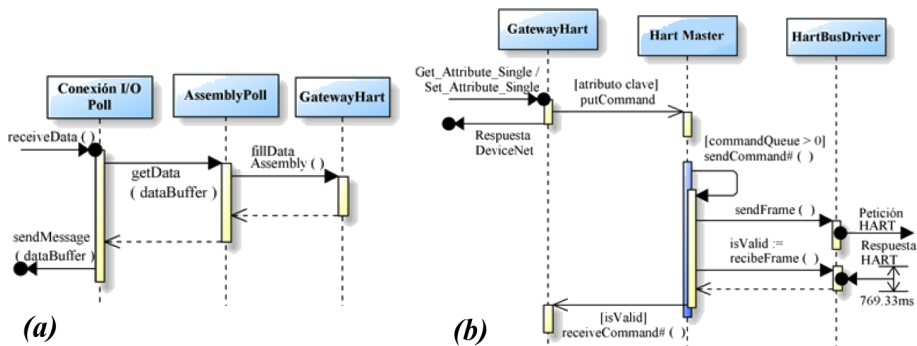 Conexión I/O
Poll
AssemblyPoll
GatewayHart
receiveData ( )
getData
( dataBuffer )
fillData
Assembly ( )
sendMessage
( dataBuffer )
(a)
GatewayHart
Hart Master
HartBusDriver
Get_Attribute_Single /
Set_Attribute_Single
[atributo clave]
putCommand
Respuesta
DeviceNet
[commandQueue > 0]
sendCommand# ( )
sendFrame ( )
Petición
HART
isValid :=
recibeFrame ( )
Respuesta
HART
769.33ms
[isValid]
receiveCommand# ( )
(b)